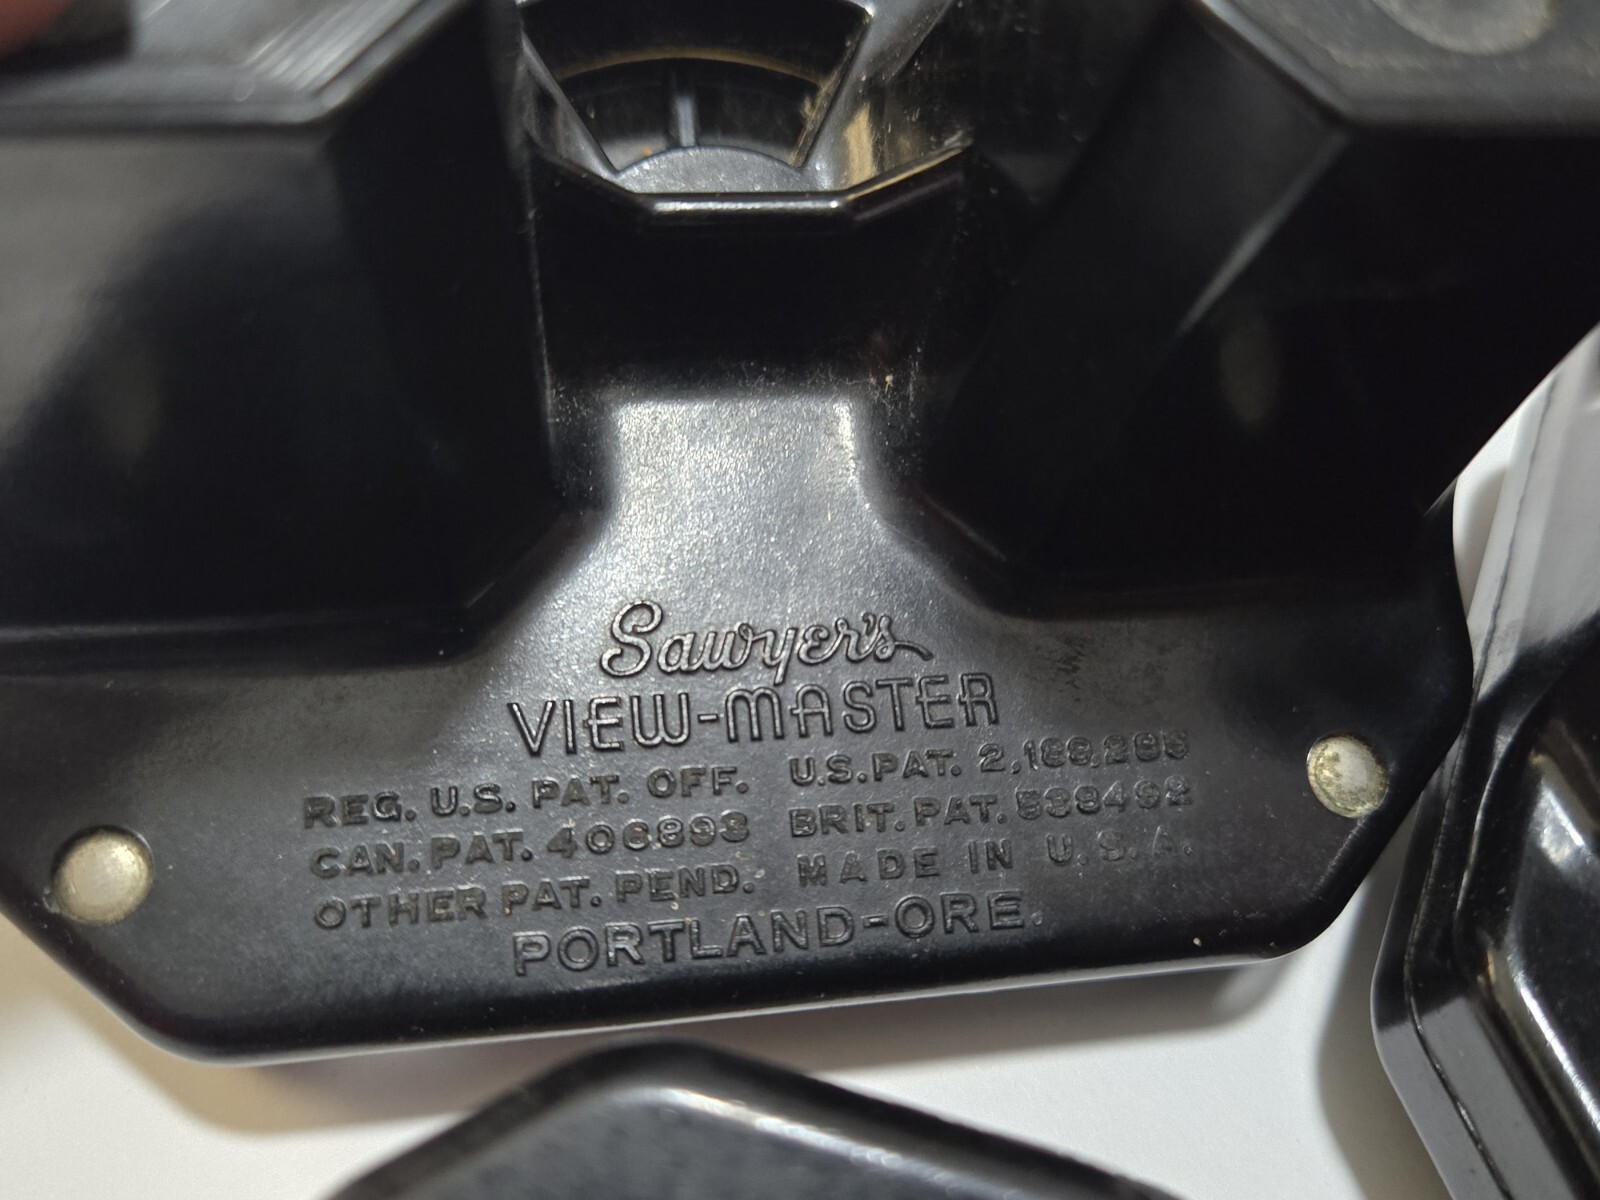 Sawyer's
VIEW-MASTER
REG. U.S. PAT. OFF. U.S. PAT. 2,189,285
CAN. PAT. 406893 BRIT. PAT. 538492
OTHER PAT. PEND. MADE IN U.S.A.
PORTLAND-ORE.